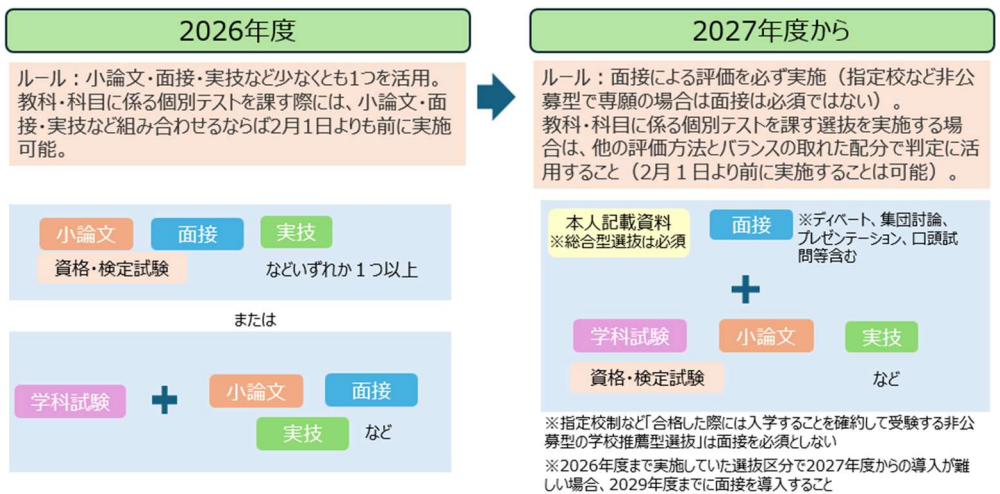 2026年度
ルール：小論文・面接・実技など少なくとも1つを活用。
教科・科目に係る個別テストを課す際には、小論文・面
接・実技など組み合わせるならば2月1日よりも前に実施
可能。
小論文
面接
実技
資格・検定試験
などいずれか１つ以上
または
学科試験
+
小論文
面接
実技
など
2027年度から
ルール：面接による評価を必ず実施（指定校など非公
募型で専願の場合は面接は必須ではない）。
教科・科目に係る個別テストを課す選抜を実施する場
合は、他の評価方法とバランスの取れた配分で判定に活
用すること（2月１日より前に実施することは可能）。
本人記載資料
※総合型選抜は必須
面接
※ディベート、集団討論、
プレゼンテーション、口頭試
問等含む
+
学科試験
小論文
実技
資格・検定試験
など
※指定校制など「合格した際には入学することを確約して受験する非公
募型の学校推薦型選抜」は面接を必須としない
※2026年度まで実施していた選抜区分で2027年度からの導入が難
しい場合、2029年度までに面接を導入すること